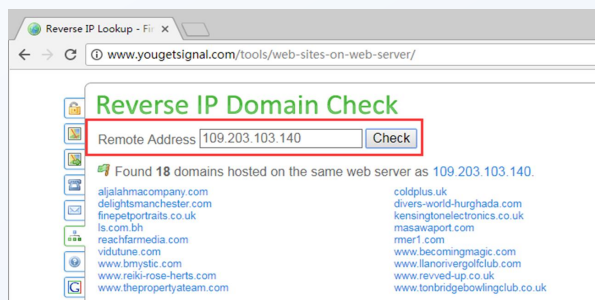 Reverse IP Lookup - Fi
www.yougetsignal.com/tools/web-sites-on-web-server/
Reverse IP Domain Check
Remote Address 109.203.103.140 Check
Found 18 domains hosted on the same web server as 109.203.103.140.
aljalahmacompany.com
delightsmanchester.com
finepetportraits.co.uk
ls.com.bh
reachfarmedia.com
vidutune.com
www.bmystic.com
www.reiki-rose-herts.com
www.thepropertyateam.com
coldplus.uk
divers-world-hurghada.com
kensingtonelectronics.co.uk
masawaport.com
rmer1.com
www.becomingmagic.com
www.llanorivergolfclub.com
www.revved-up.co.uk
www.tonbridgebowlingclub.co.uk
G